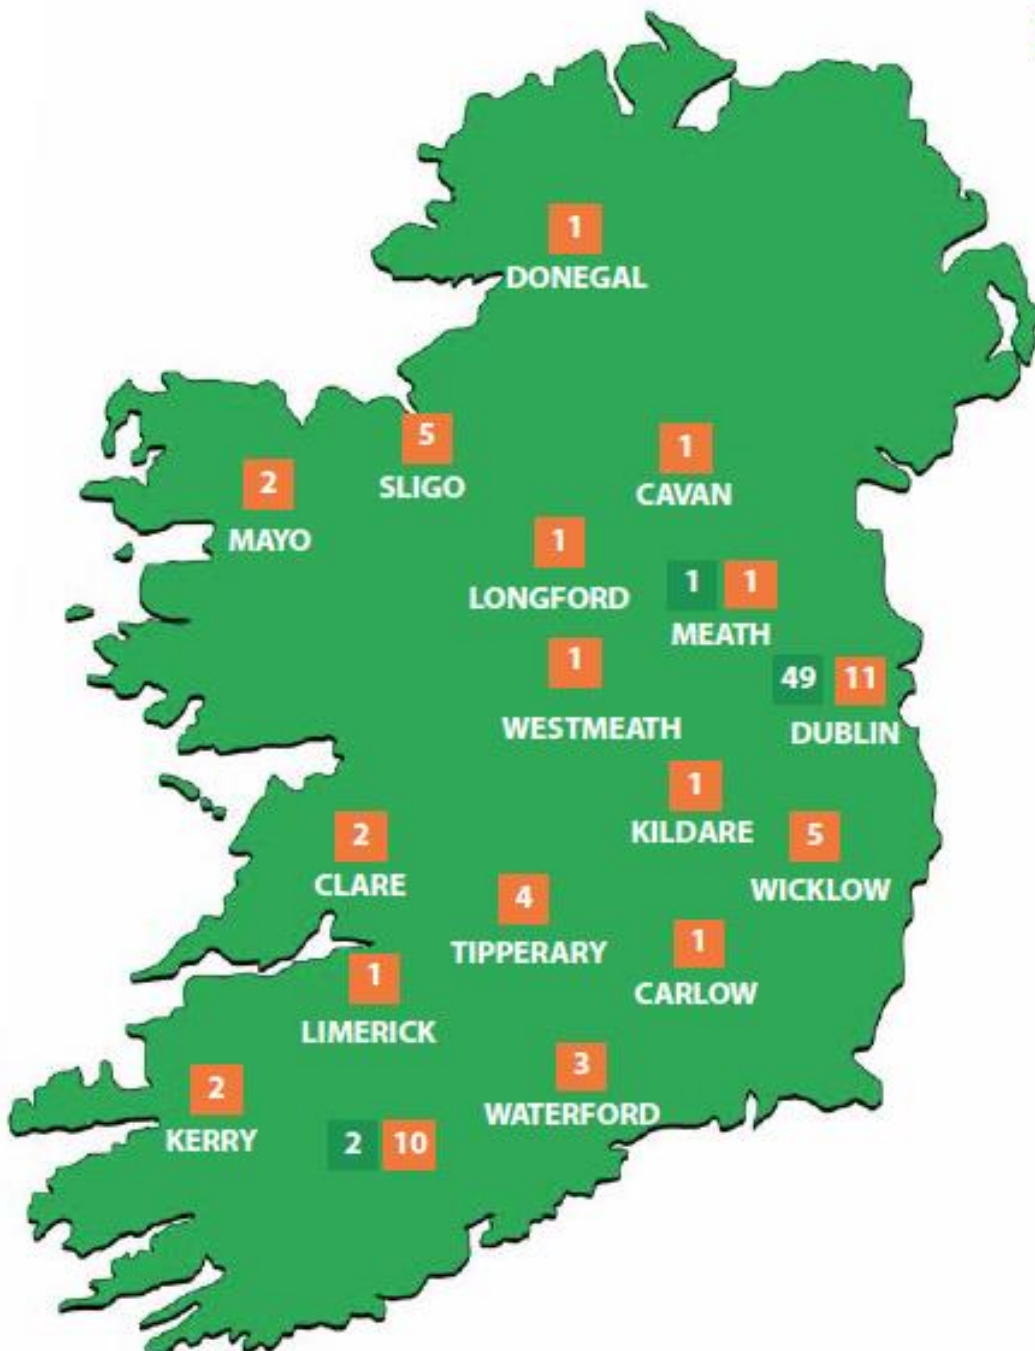 1
DONEGAL
5
SLIGO
1
CAVAN
2
MAYO
1
LONGFORD
1 1
MEATH
1
WESTMEATH
49 11
DUBLIN
1
KILDARE
2
CLARE
5
WICKLOW
4
TIPPERARY
1
CARLOW
1
LIMERICK
3
WATERFORD
2
KERRY
2 10